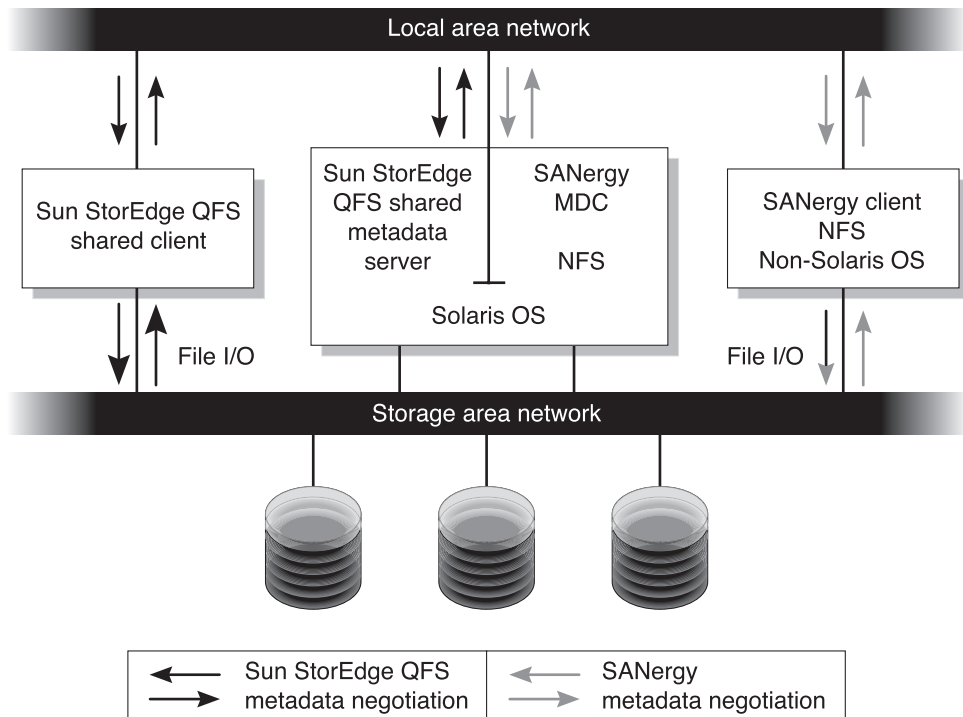 Local area network
Sun StorEdge QFS
shared client
Sun StorEdge
QFS shared
metadata
server
SANergy
MDC
NFS
Solaris OS
SANergy client
NFS
Non-Solaris OS
File I/O
File I/O
Storage area network
Sun StorEdge QFS
metadata negotiation
SANergy
metadata negotiation